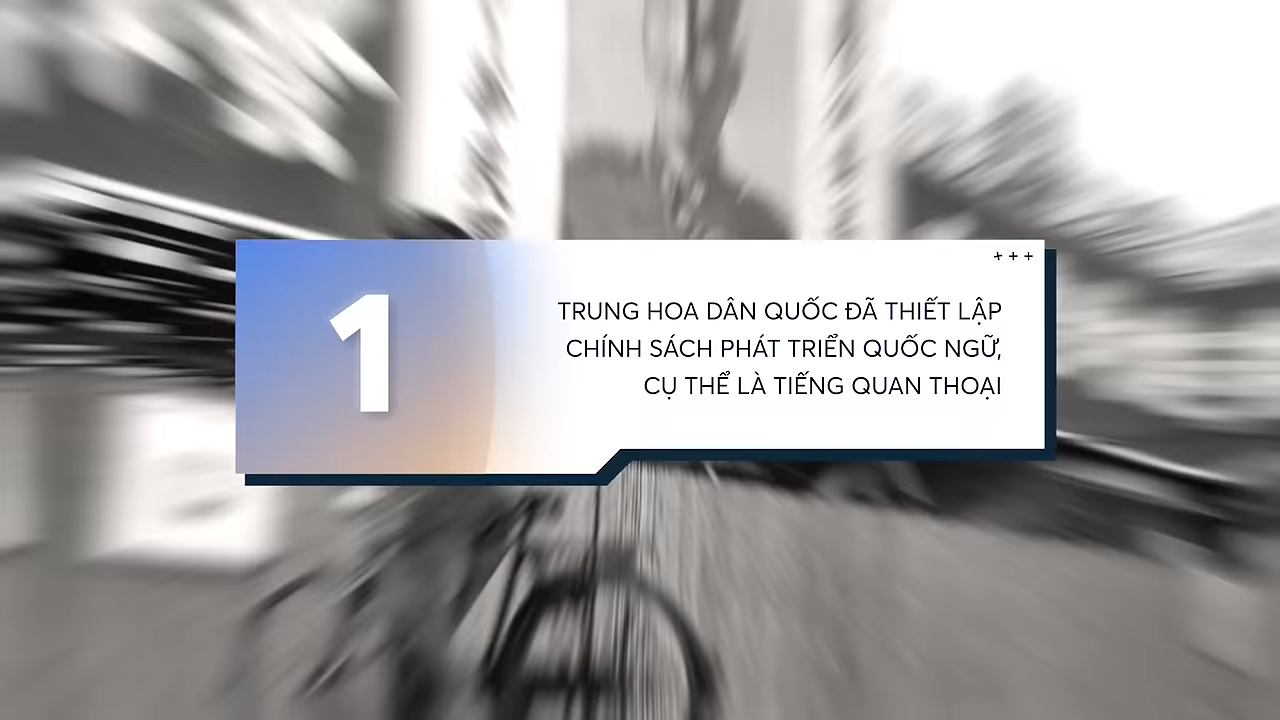 + + +
1
TRUNG HOA DÂN QUỐC ĐÃ THIẾT LẬP
CHÍNH SÁCH PHÁT TRIỂN QUỐC NGỮ,
CỤ THỂ LÀ TIẾNG QUAN THOẠI